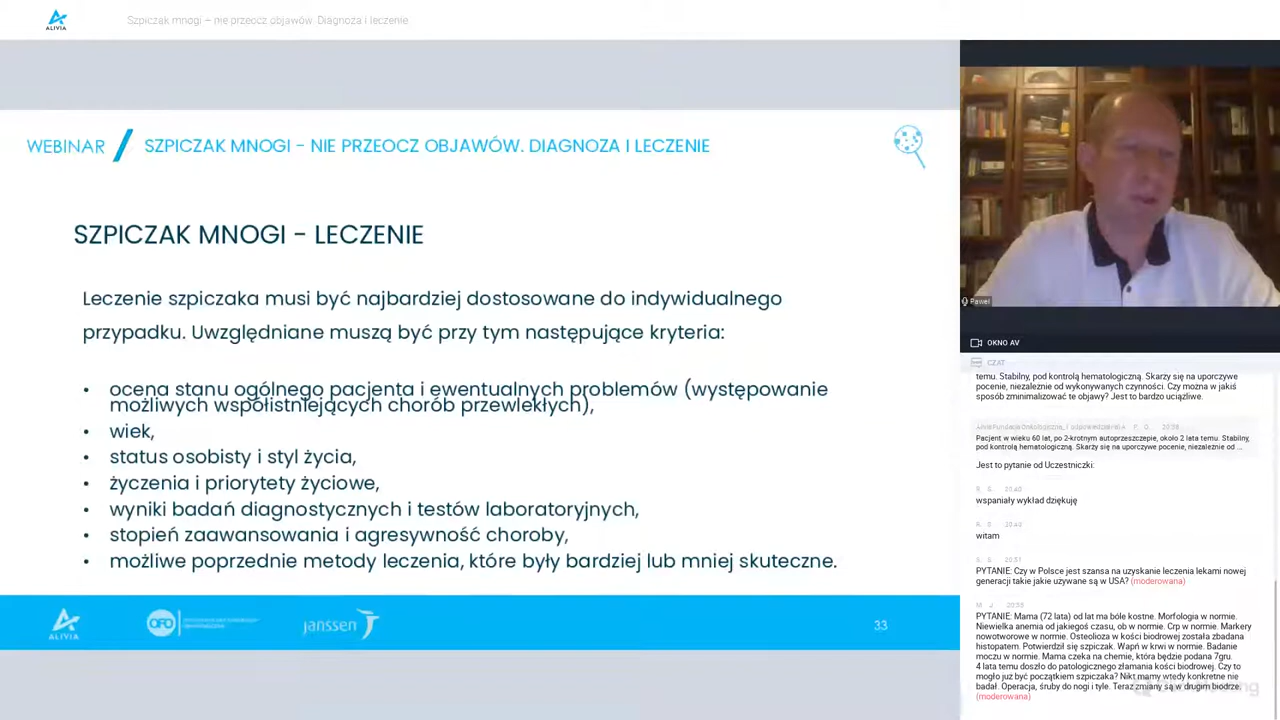 ALIVIA
Szpiczak mnogi – nie przeocz objawów. Diagnoza i leczenie.
WEBINAR / SZPICZAK MNOGI - NIE PRZEOCZ OBJAWÓW. DIAGNOZA I LECZENIE
SZPICZAK MNOGI - LECZENIE
Leczenie szpiczaka musi być najbardziej dostosowane do indywidualnego
przypadku. Uwzględniane muszą być przy tym następujące kryteria:
• ocena stanu ogólnego pacjenta i ewentualnych problemów (występowanie
możliwych współistniejących chorób przewlekłych),
• wiek,
• status osobisty i styl życia,
• życzenia i priorytety życiowe,
• wyniki badań diagnostycznych i testów laboratoryjnych,
• stopień zaawansowania i agresywność choroby,
• możliwe poprzednie metody leczenia, które były bardziej lub mniej skuteczne.
ALIVIA
janssen
33
Paweł
OKNO AV
CZAT
temu. Stabilny, pod kontrolą hematologiczną. Skarży się na uporczywe
pocenie, niezależnie od wykonywanych czynności. Czy można w jakiś
sposób zminimalizować te objawy? Jest to bardzo uciążliwe.
Pacjent w wieku 60 lat, po 2-krotnym autoprzeszczepie, około 2 lata temu. Stabilny,
pod kontrolą hematologiczną. Skarży się na uporczywe pocenie, niezależnie od ...
Jest to pytanie od Uczestniczki:
wspaniały wykład dziękuję
witam
S. S. 20:51
PYTANIE: Czy w Polsce jest szansa na uzyskanie leczenia lekami nowej
generacji takie jakie używane są w USA? (moderowana)
M. J.
PYTANIE: Mama (72 lata) od lat ma bóle kostne. Morfologia w normie.
Niewielka anemia od jakiegoś czasu, ob w normie. Crp w normie. Markery
nowotworowe w normie. Osteolioza w kości biodrowej została zbadana
histopatem. Potwierdził się szpiczak. Wapń w krwi w normie. Badanie
moczu w normie. Mama czeka na chemie, która będzie podana 7gru.
4 lata temu doszło do patologicznego złamania kości biodrowej. Czy to
mogło już być początkiem szpiczaka? Nikt mamy wtedy konkretne nie
badał. Operacja, śruby do nogi i tyle. Teraz zmiany są w drugim biodrze.
(moderowana)